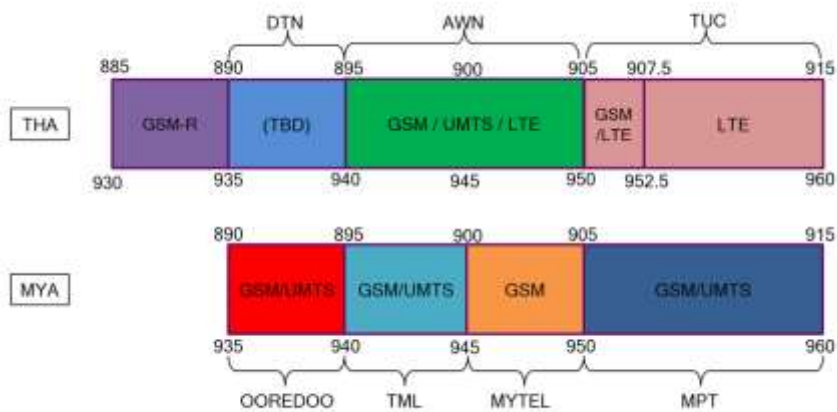 DTN AWN TUC
885 890 895 900 905 907.5 915
THA GSM-R (TBD) GSM / UMTS / LTE GSM /LTE LTE
930 935 940 945 950 952.5 960
890 895 900 905 915
MYA GSM/UMTS GSM/UMTS GSM GSM/UMTS
935 940 945 950 960
OOREDOO TML MYTEL MPT